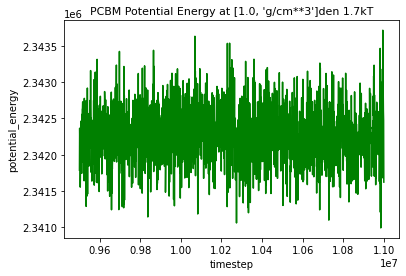 PCBM Potential Energy at [1.0, 'g/cm**3']den 1.7kT
1e6
2.3435
2.3430
2.3425
2.3420
2.3415
2.3410
potential_energy
0.96 0.98 1.00 1.02 1.04 1.06 1.08 1.10
timestep
1e7